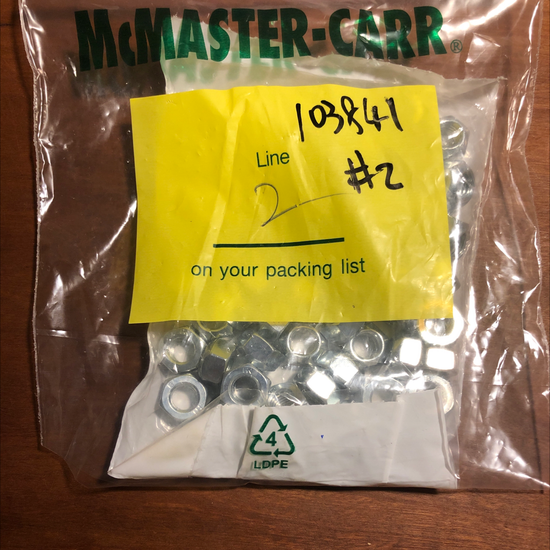 McMASTER-CARR®
103841
Line
#2
2
on your packing list
4
LDPE